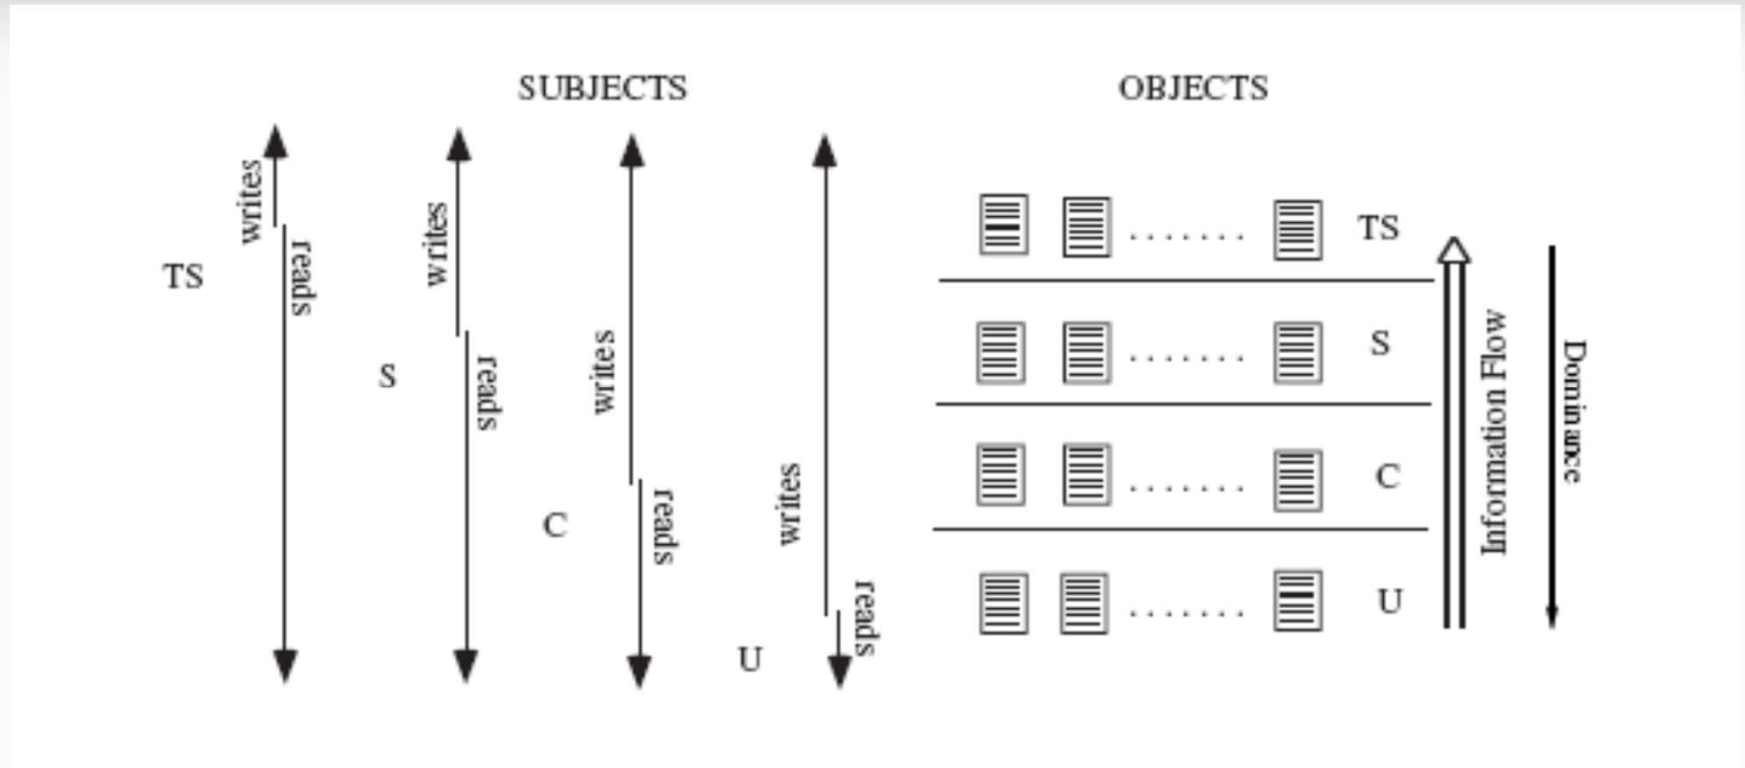 SUBJECTS
OBJECTS
writes
reads
TS
writes
reads
S
writes
reads
C
writes
reads
U
TS
S
C
U
Information Flow
Dominance